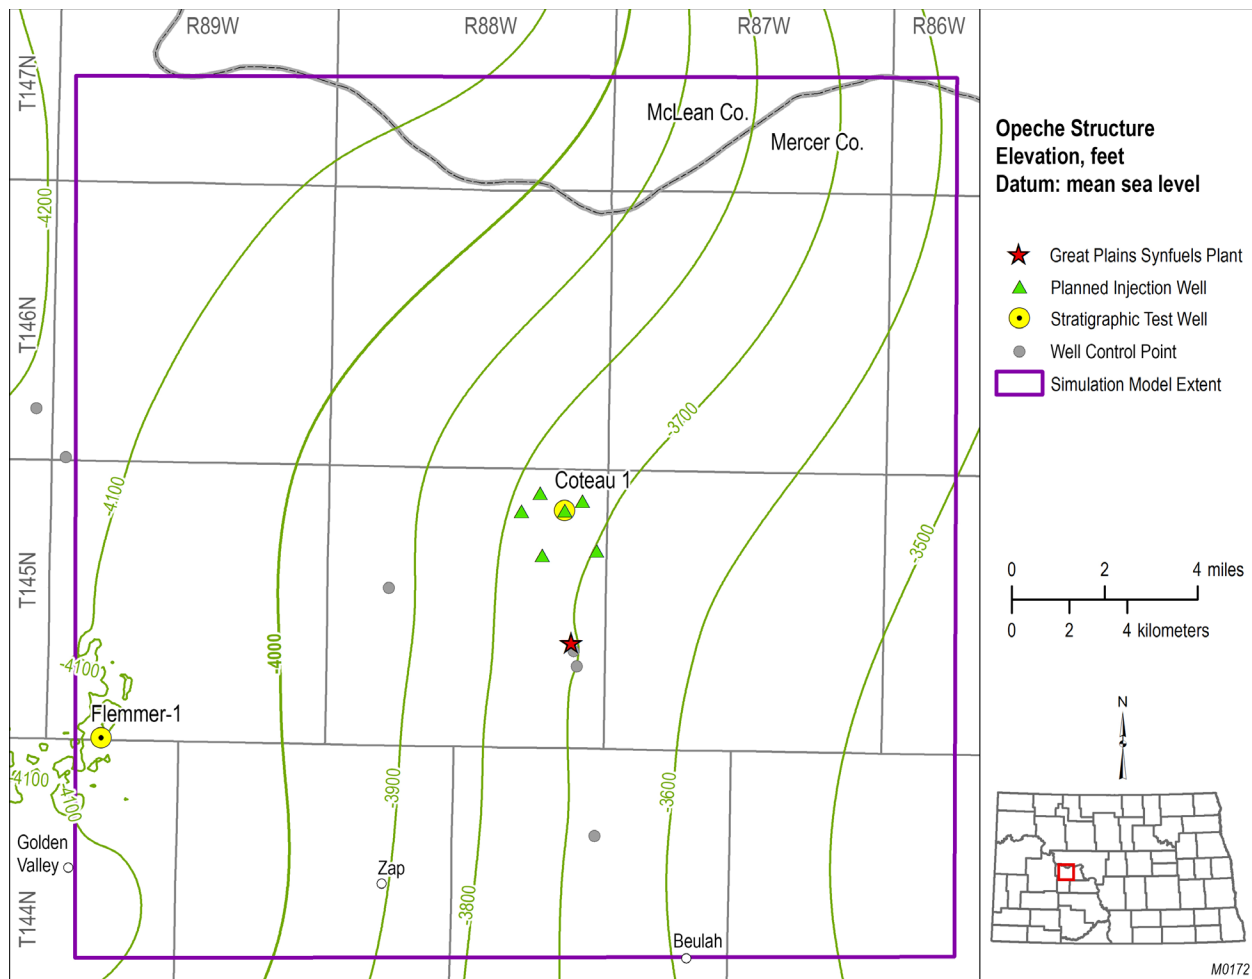 R89W
R88W
R87W
R86W
T147N
McLean Co.
Mercer Co.
-4200
T146N
-3700
Coteau 1
-4100
-3500
T145N
-4000
-4100
Flemmer-1
-4100
-4100
-3900
-3600
Golden
Valley
Zap
-3800
T144N
Beulah
Opeche Structure
Elevation, feet
Datum: mean sea level
Great Plains Synfuels Plant
Planned Injection Well
Stratigraphic Test Well
Well Control Point
Simulation Model Extent
0 2 4 miles
0 2 4 kilometers
N
M0172